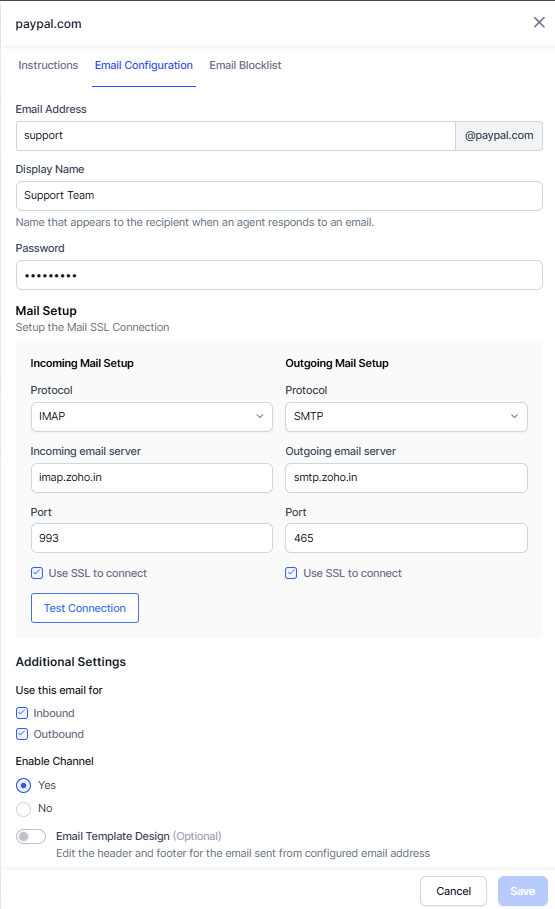 paypal.com
Instructions Email Configuration Email Blocklist
Email Address
support @paypal.com
Display Name
Support Team
Name that appears to the recipient when an agent responds to an email.
Password
•••••••••
Mail Setup
Setup the Mail SSL Connection
Incoming Mail Setup Outgoing Mail Setup
Protocol Protocol
IMAP SMTP
Incoming email server Outgoing email server
imap.zoho.in smtp.zoho.in
Port Port
993 465
Use SSL to connect Use SSL to connect
Test Connection
Additional Settings
Use this email for
Inbound
Outbound
Enable Channel
Yes
No
Email Template Design (Optional)
Edit the header and footer for the email sent from configured email address
Cancel Save